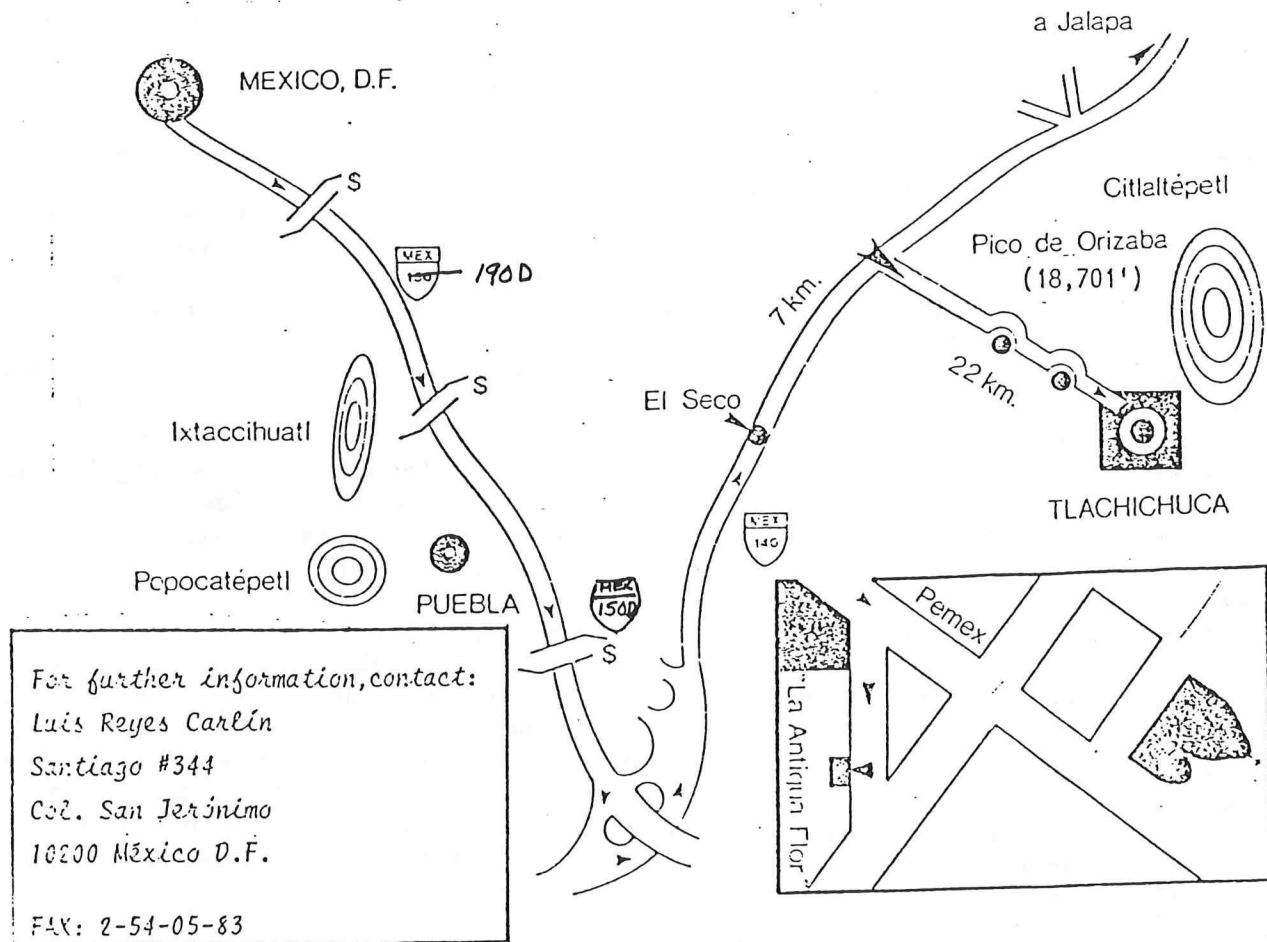 a Jalapa
MEXICO, D.F.
S
Citlaltépetl
Pico de Orizaba
(18,701')
MEX
190D
7 km.
S
22 km.
El Seco
Ixtaccihuatl
TLACHICHUCA
MEX
140
Popocatépetl
PUEBLA
MEX
150D
S
Pemex
"La Antigua Flor"
For further information, contact:
Luis Reyes Carlín
Santiago #344
Col. San Jerónimo
10200 México D.F.
FAX: 2-54-05-83